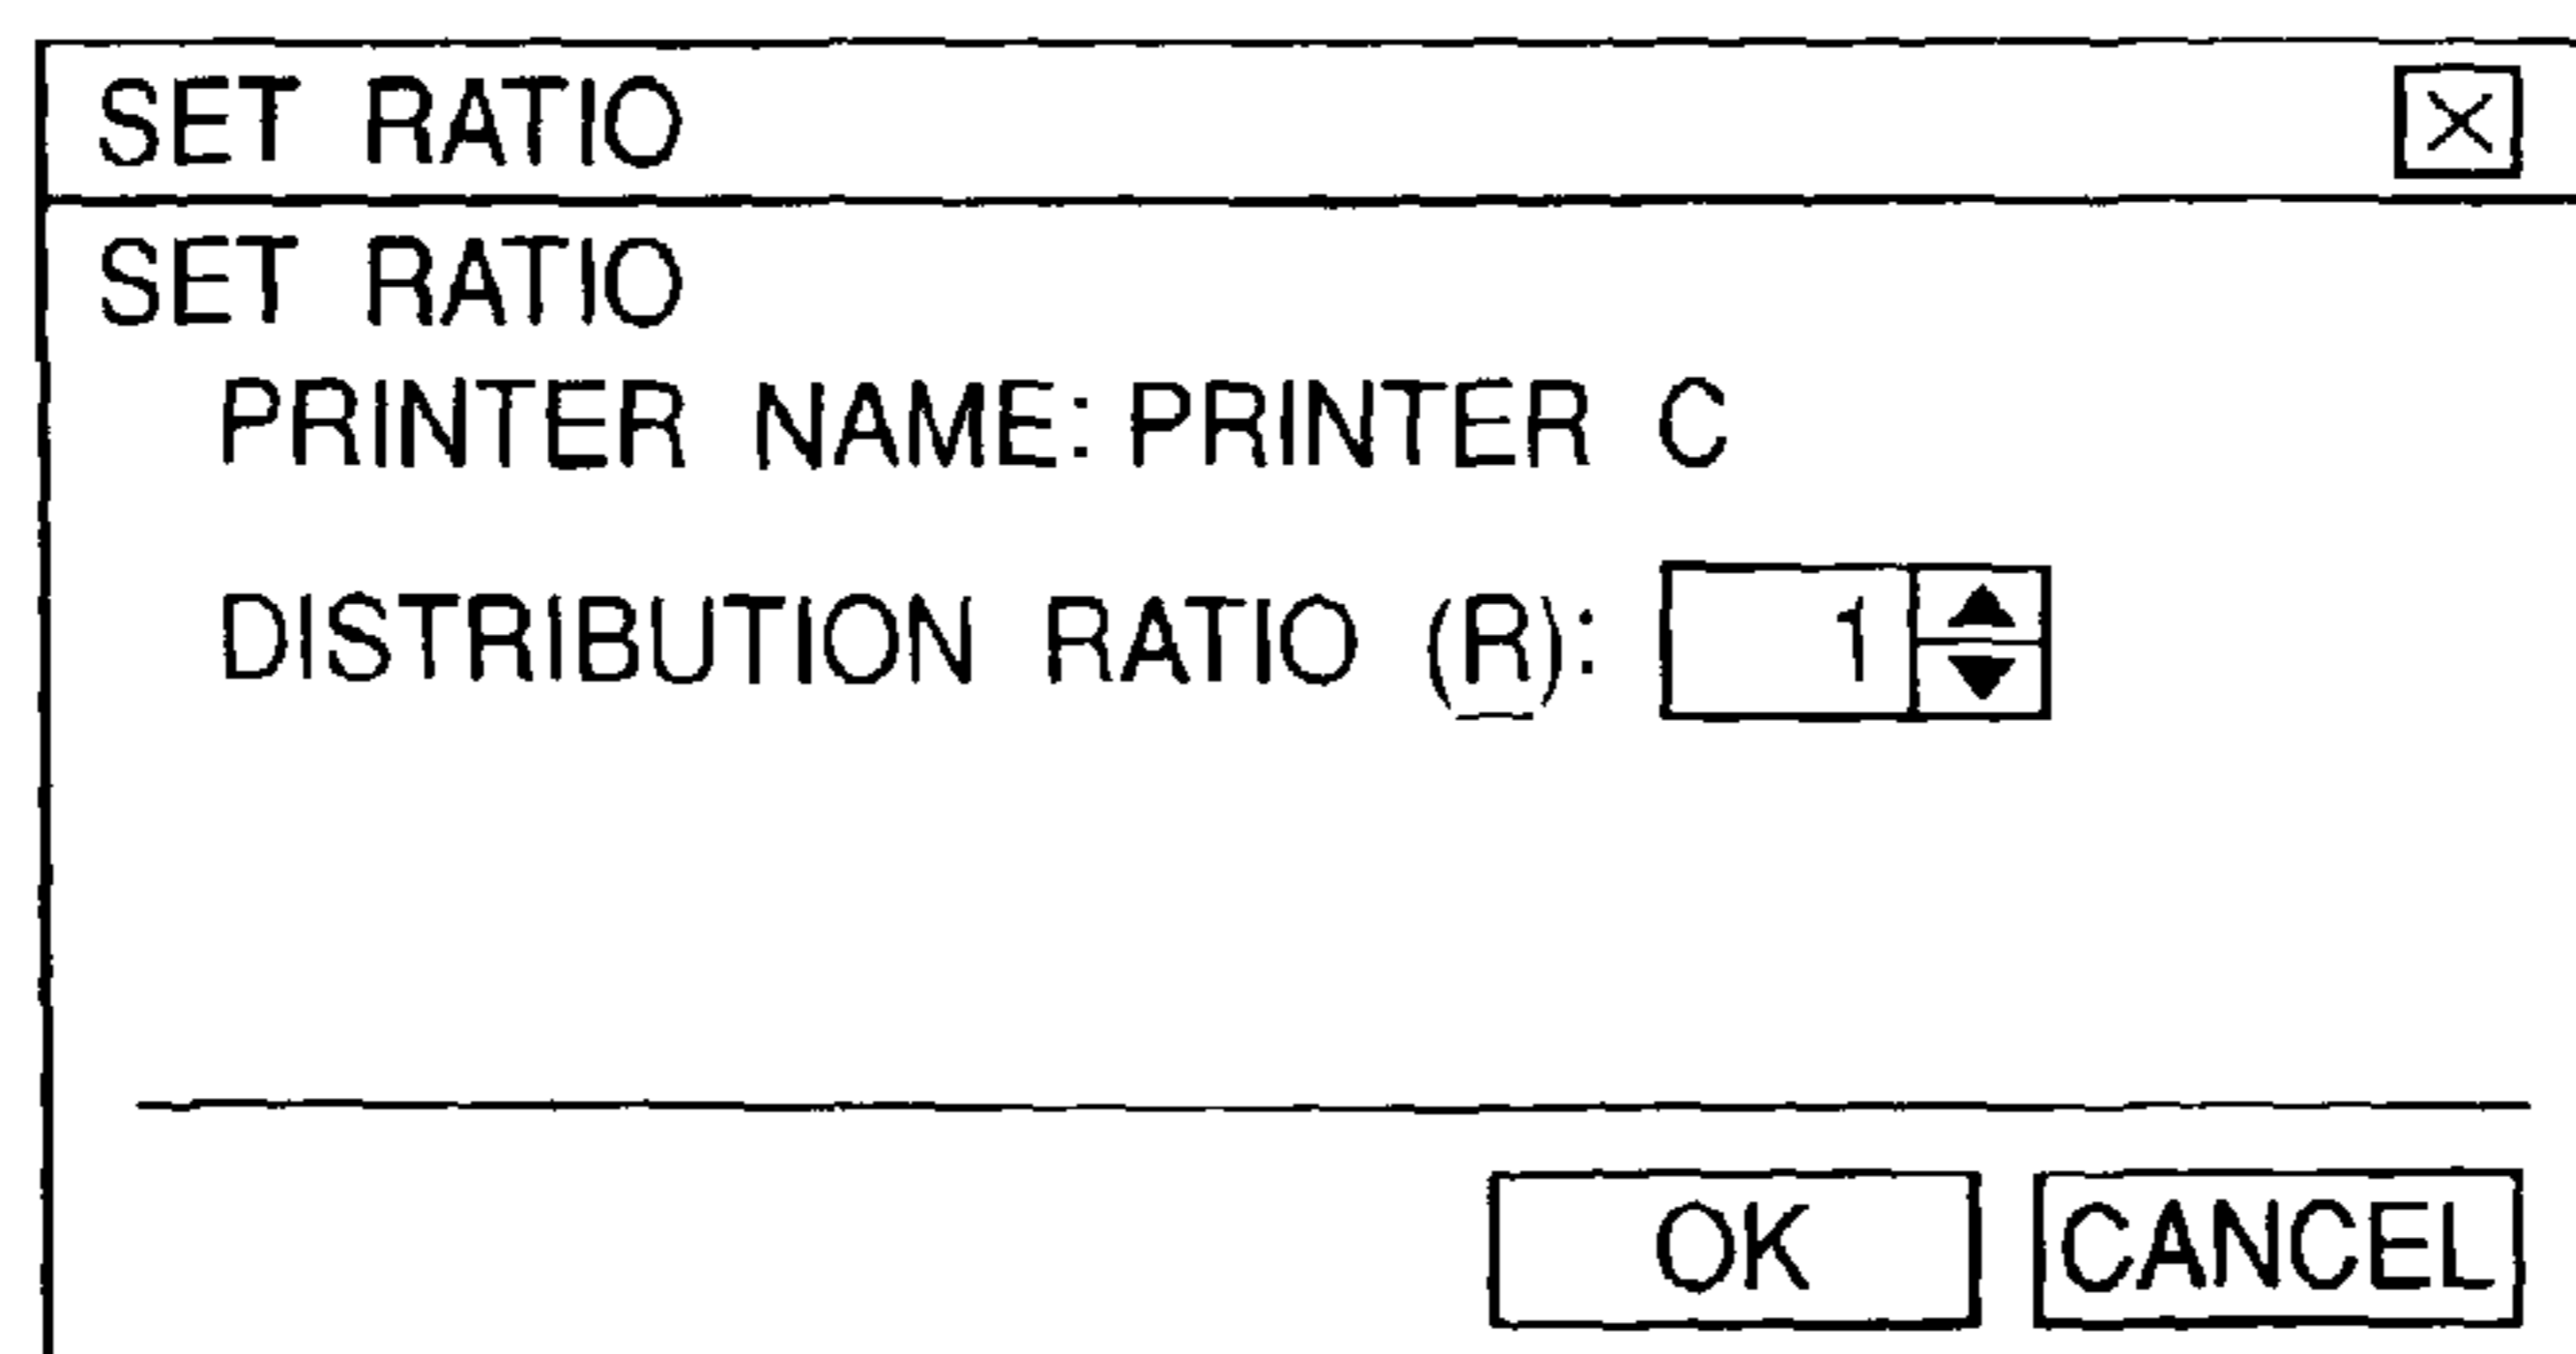 SET RATIO
SET RATIO
PRINTER NAME: PRINTER C
DISTRIBUTION RATIO (R): 1
OK CANCEL